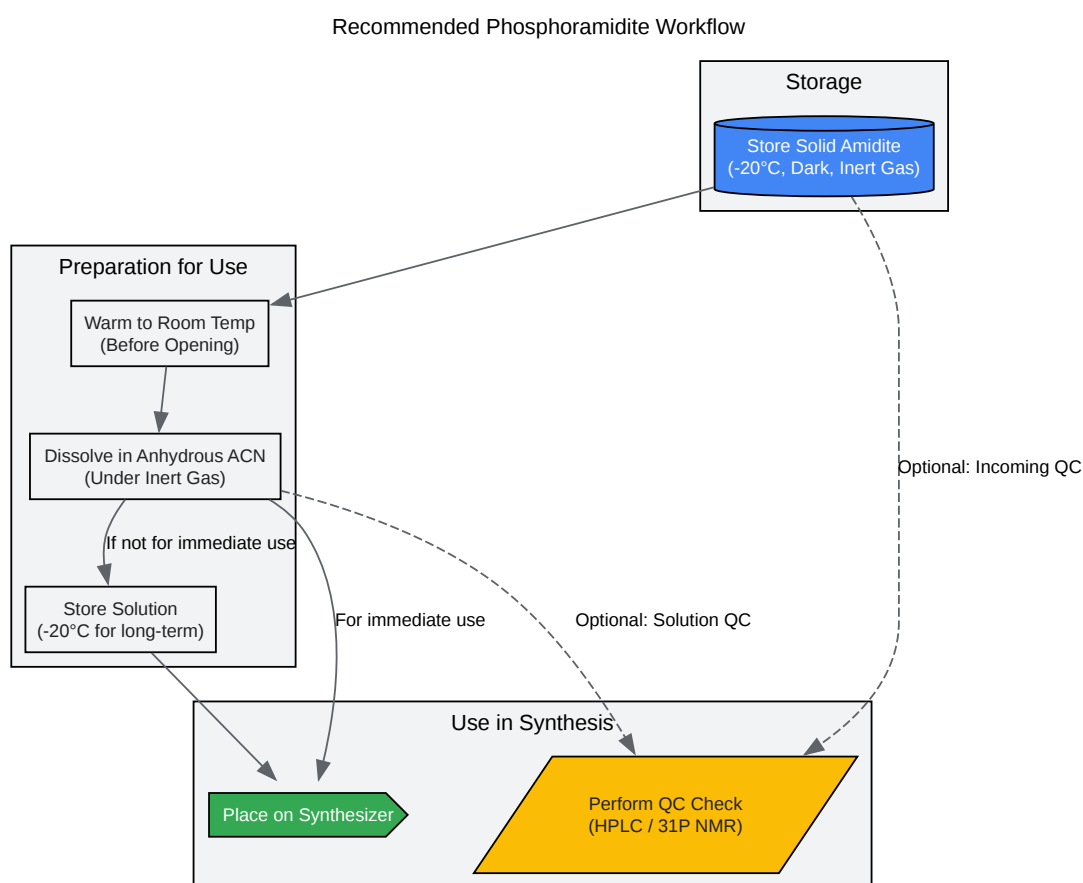 Recommended Phosphoramidite Workflow
Storage
Store Solid Amidite
(-20°C, Dark, Inert Gas)
Preparation for Use
Warm to Room Temp
(Before Opening)
Dissolve in Anhydrous ACN
(Under Inert Gas)
Optional: Incoming QC
If not for immediate use
Store Solution
(-20°C for long-term)
For immediate use
Optional: Solution QC
Use in Synthesis
Place on Synthesizer
Perform QC Check
(HPLC / 31P NMR)